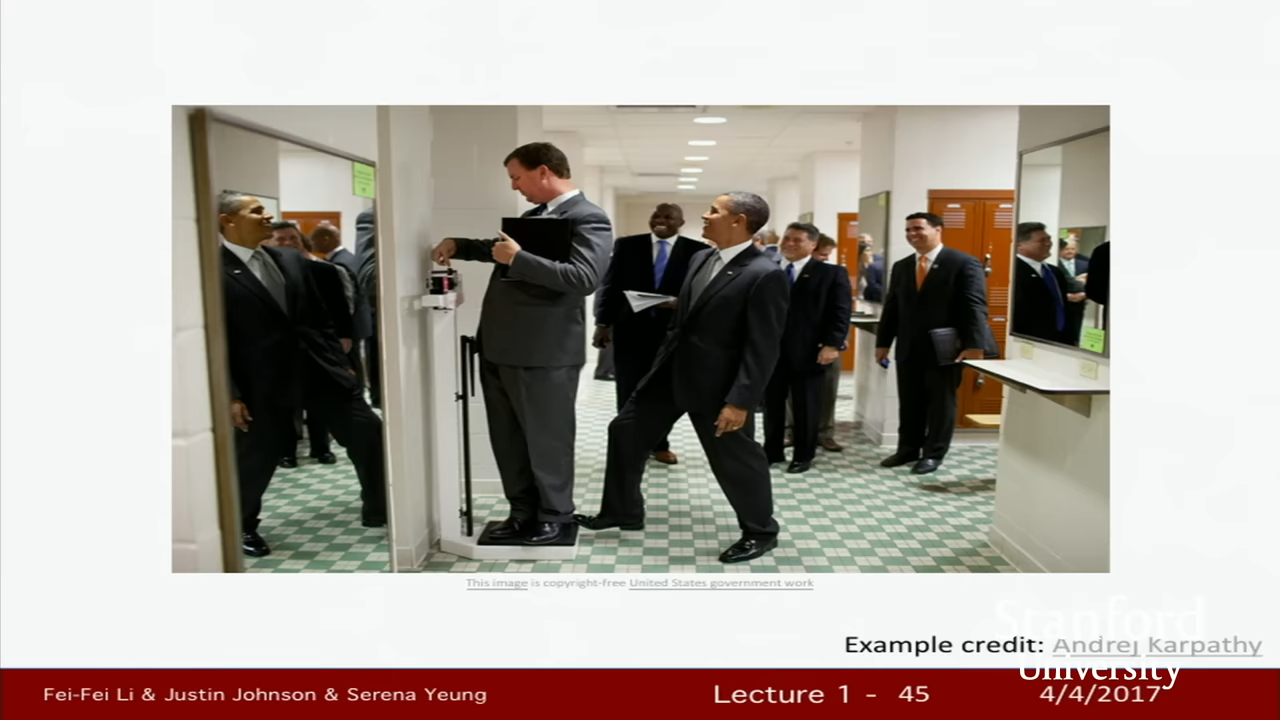 This image is copyright-free United States government work
Example credit: Andrej Karpathy
Stanford
University
Fei-Fei Li & Justin Johnson & Serena Yeung
Lecture 1 - 45
4/4/2017